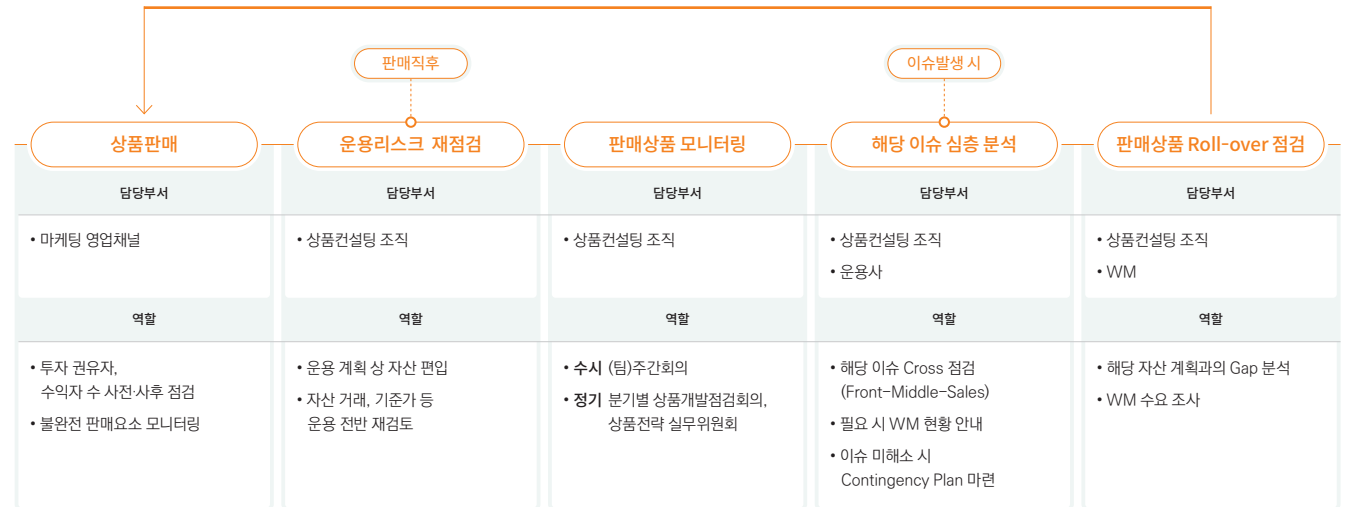 판매직후
이슈발생 시
상품판매
운용리스크 재점검
판매상품 모니터링
해당 이슈 심층 분석
판매상품 Roll-over 점검
담당부서
담당부서
담당부서
담당부서
담당부서
• 마케팅 영업채널
• 상품컨설팅 조직
• 상품컨설팅 조직
• 상품컨설팅 조직
• 운용사
• 상품컨설팅 조직
• WM
역할
역할
역할
역할
역할
• 투자 권유자,
수익자 수 사전·사후 점검
• 불완전 판매요소 모니터링
• 운용 계획 상 자산 편입
• 자산 거래, 기준가 등
운용 전반 재검토
• 수시 (팀)주간회의
• 정기 분기별 상품개발점검회의,
상품전략 실무위원회
• 해당 이슈 Cross 점검
(Front-Middle-Sales)
• 필요 시 WM 현황 안내
• 이슈 미해소 시
Contingency Plan 마련
• 해당 자산 계획과의 Gap 분석
• WM 수요 조사